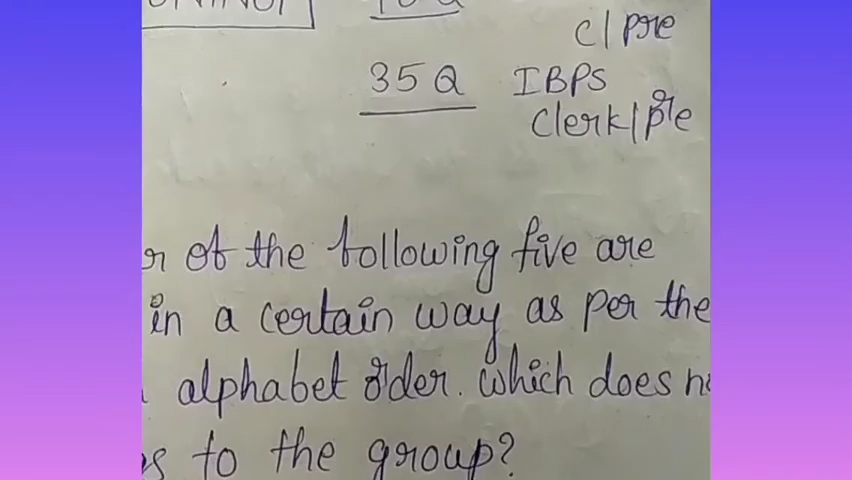 C/pre
35Q IBPS
Clerk/pre
of the following five are
in a certain way as per the
alphabet order. which does
to the group?